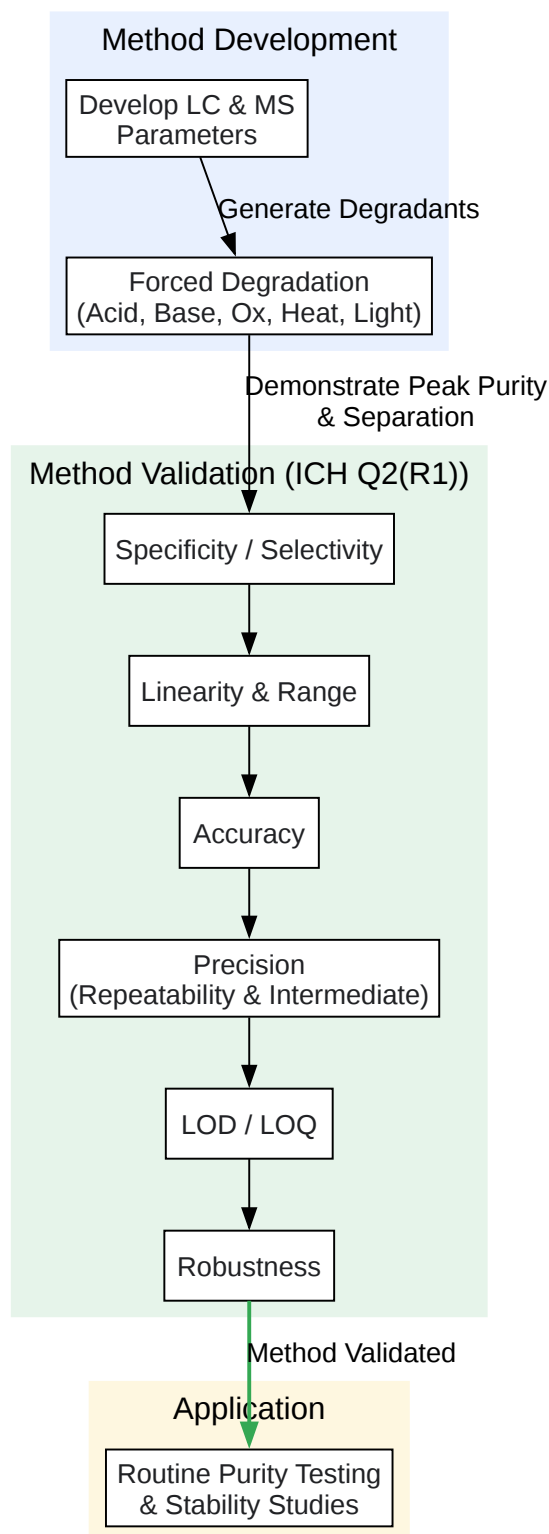 Method Development
Develop LC & MS
Parameters
Generate Degradants
Forced Degradation
(Acid, Base, Ox, Heat, Light)
Demonstrate Peak Purity
& Separation
Method Validation (ICH Q2(R1))
Specificity / Selectivity
Linearity & Range
Accuracy
Precision
(Repeatability & Intermediate)
LOD / LOQ
Robustness
Method Validated
Application
Routine Purity Testing
& Stability Studies